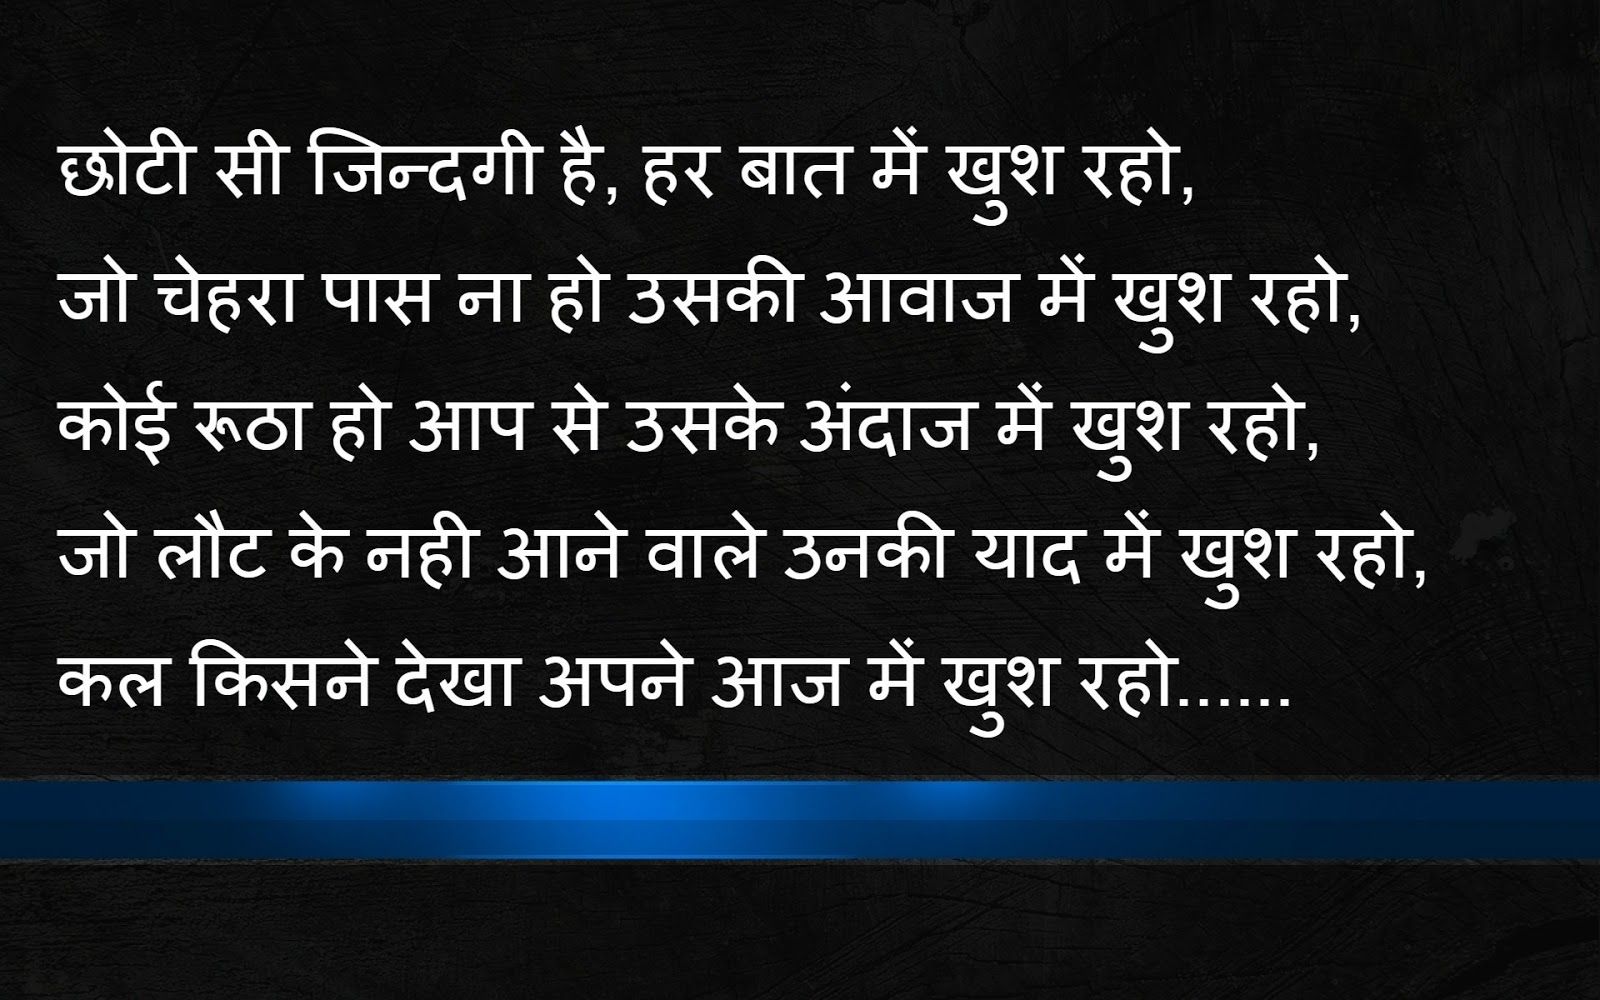 छोटी सी जिन्दगी है, हर बात में खुश रहो,
जो चेहरा पास ना हो उसकी आवाज में खुश रहो,
कोई रूठा हो आप से उसके अंदाज में खुश रहो,
जो लौट के नही आने वाले उनकी याद में खुश रहो,
कल किसने देखा अपने आज में खुश रहो......